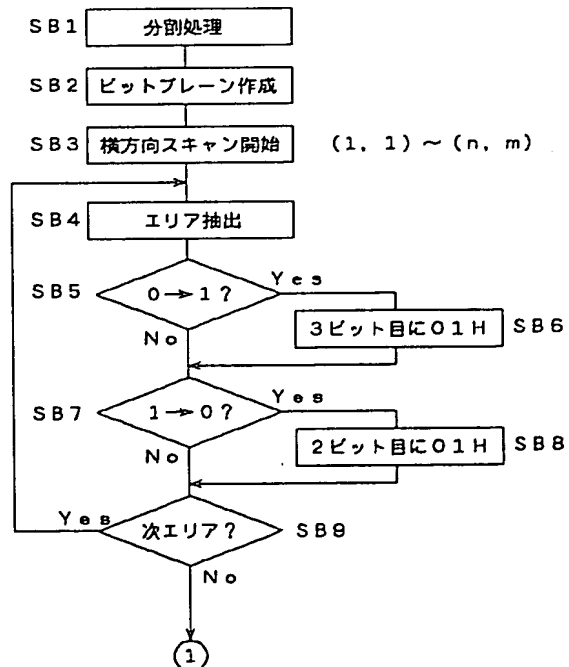 SB1 分割処理
SB2 ビットプレーン作成
SB3 横方向スキャン開始 (1, 1) ~ (n, m)
SB4 エリア抽出
SB5 0→1? Yes
No
3ビット目に01H SB6
SB7 1→0? Yes
No
2ビット目に01H SB8
Yes 次エリア? SB9
No
1